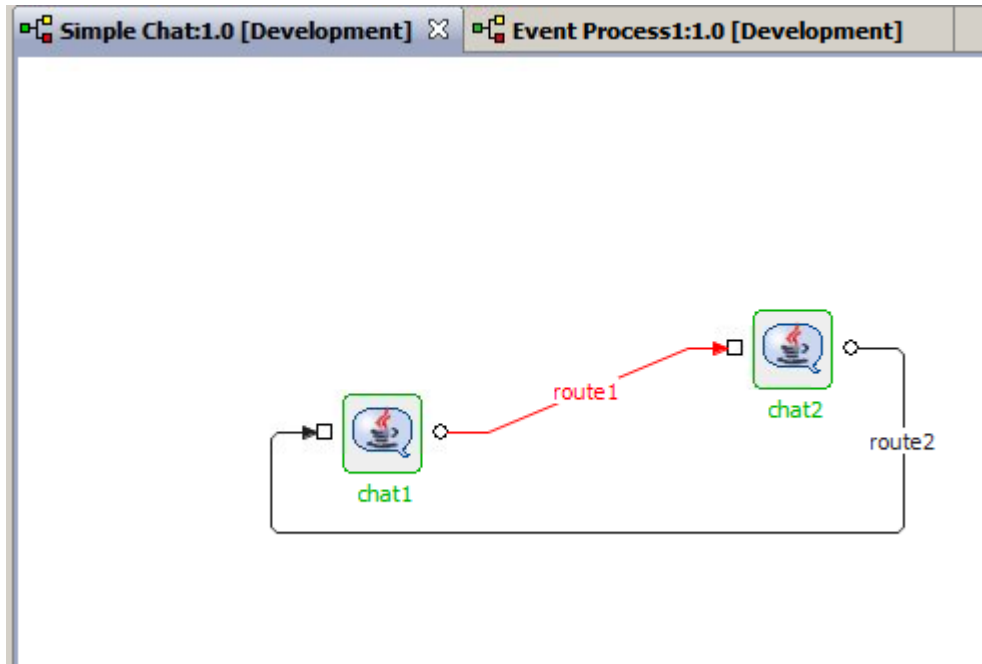 Simple Chat:1.0 [Development]
Event Process1:1.0 [Development]
route1
chat2
route2
chat1